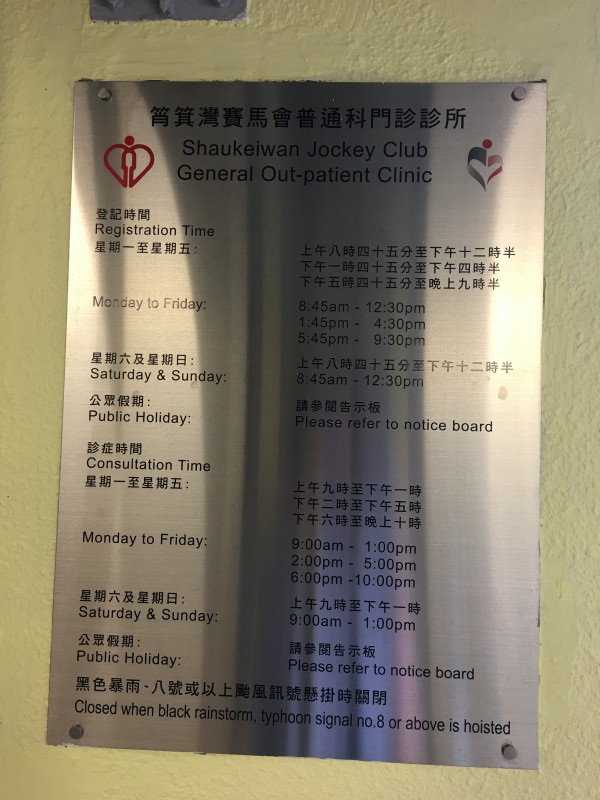 筲箕灣賽馬會普通科門診診所
Shaukeiwan Jockey Club
General Out-patient Clinic
登記時間
Registration Time
星期一至星期五: 上午八時四十五分至下午十二時半
下午一時四十五分至下午四時半
下午五時四十五分至晚上九時半
Monday to Friday: 8:45am - 12:30pm
1:45pm - 4:30pm
5:45pm - 9:30pm
星期六及星期日: 上午八時四十五分至下午十二時半
Saturday & Sunday: 8:45am - 12:30pm
公眾假期: 請參閱告示板
Public Holiday: Please refer to notice board
診症時間
Consultation Time
星期一至星期五: 上午九時至下午一時
下午二時至下午五時
下午六時至晚上十時
Monday to Friday: 9:00am - 1:00pm
2:00pm - 5:00pm
6:00pm -10:00pm
星期六及星期日: 上午九時至下午一時
Saturday & Sunday: 9:00am - 1:00pm
公眾假期: 請參閱告示板
Public Holiday: Please refer to notice board
黑色暴雨、八號或以上颱風訊號懸掛時關閉
Closed when black rainstorm, typhoon signal no.8 or above is hoisted